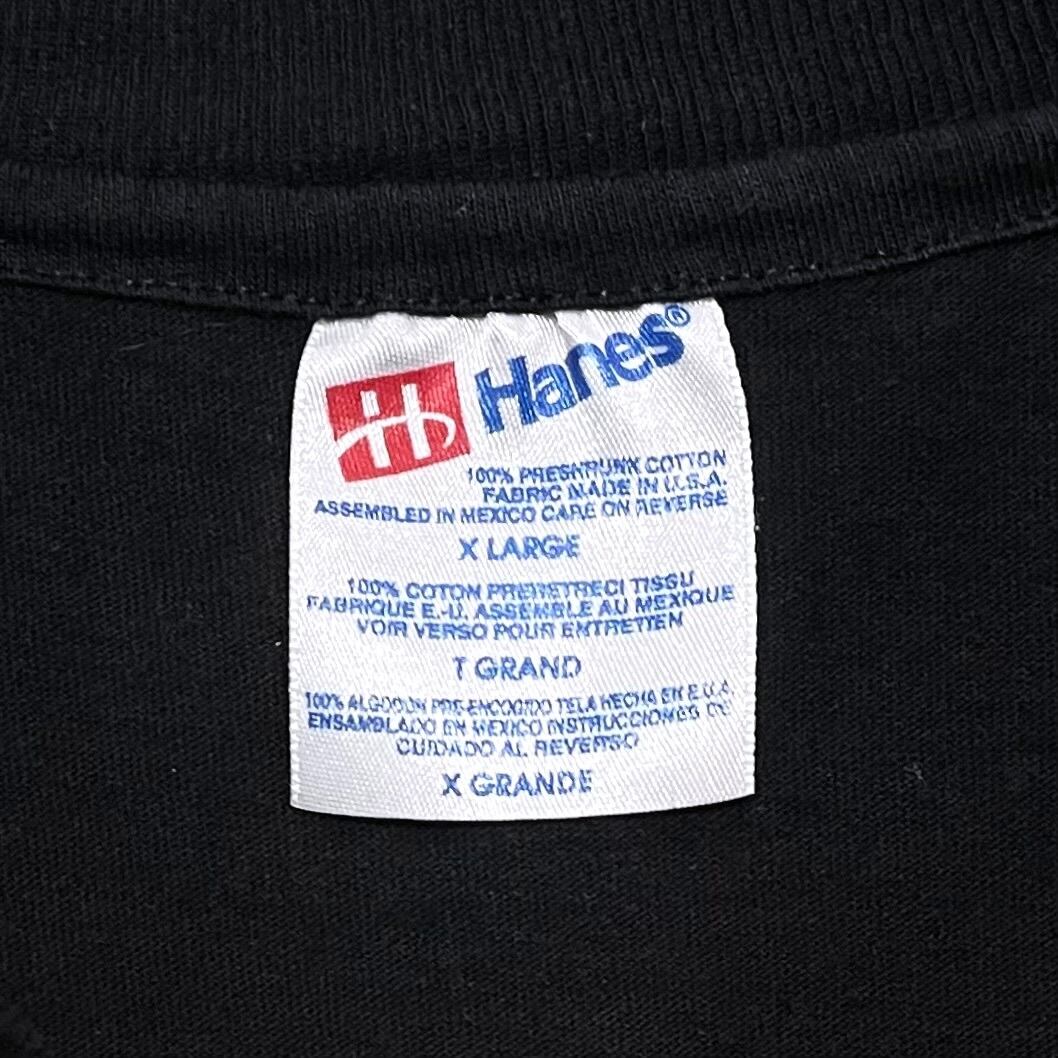 H Hanes®
100% PRESHRUNK COTTON
FABRIC MADE IN U.S.A.
ASSEMBLED IN MEXICO CARE ON REVERSE
X LARGE
100% COTON PRERETRECI TISSU
FABRIQUE E.-U. ASSEMBLE AU MEXIQUE
VOIR VERSO POUR ENTRETIEN
T GRAND
100% ALGODON PRE-ENCOGIDO TELA HECHA EN E.U.A.
ENSAMBLADO EN MEXICO INSTRUCCIONES DE
CUIDADO AL REVERSO
X GRANDE